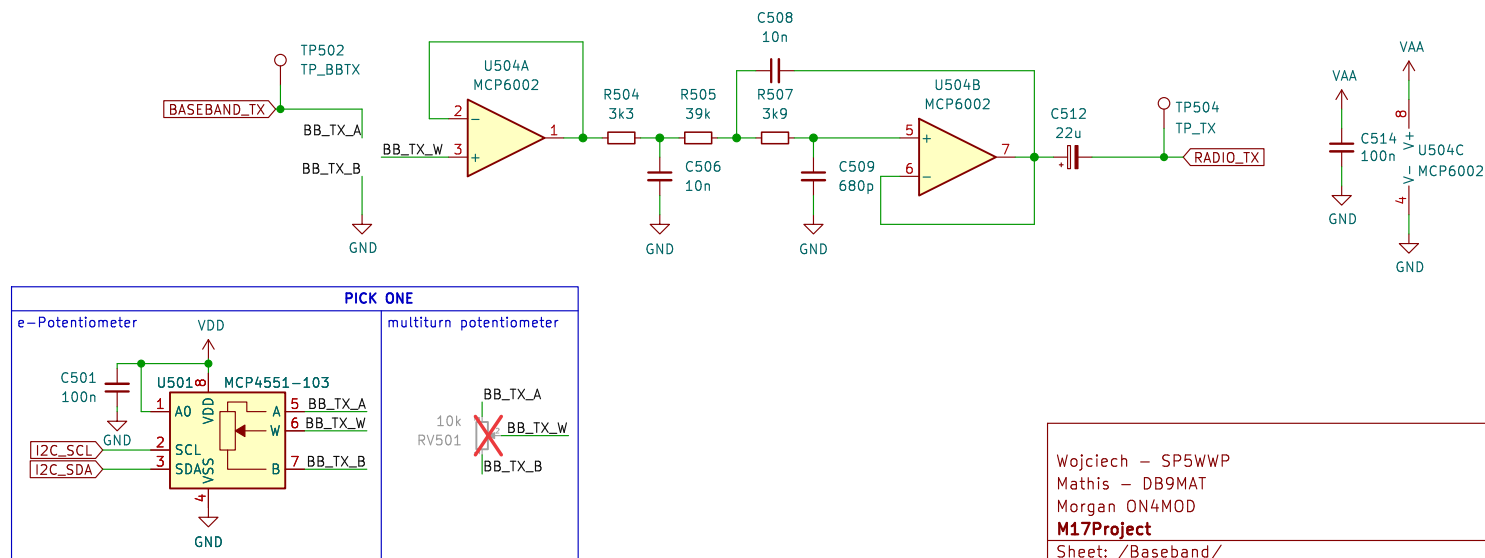 C508
10n
TP502
TP_BBTX
BASEBAND_TX
BB_TX_A
BB_TX_B
GND
BB_TX_W
U504A
MCP6002
2
3
1
-
+
R504
3k3
R505
39k
R507
3k9
C506
10n
GND
C509
680p
GND
U504B
MCP6002
5
6
7
+
-
C512
22u
+
TP504
TP_TX
RADIO_TX
VAA
C514
100n
GND
VAA
8
V+
U504C
MCP6002
V-
4
GND
PICK ONE
e-Potentiometer
VDD
C501
100n
GND
U501
MCP4551-103
8
VDD
1
A0
2
SCL
3
SDA
VSS
4
GND
A
5
BB_TX_A
W
6
BB_TX_W
B
7
BB_TX_B
I2C_SCL
I2C_SDA
multiturn potentiometer
BB_TX_A
10k
RV501
BB_TX_W
BB_TX_B
Wojciech - SP5WWP
Mathis - DB9MAT
Morgan ON4MOD
M17Project
Sheet: /Baseband/